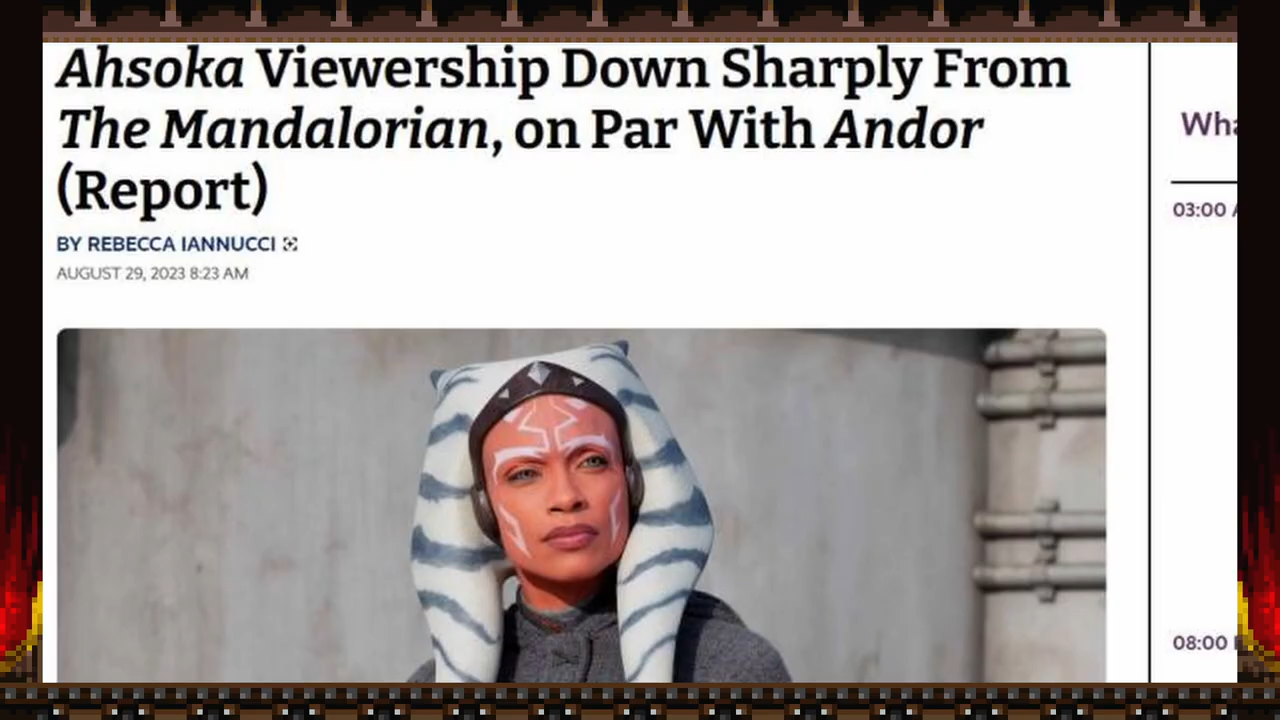 Ahsoka Viewership Down Sharply From
The Mandalorian, on Par With Andor
(Report)
BY REBECCA IANNUCCI
AUGUST 29, 2023 8:23 AM
03:00
08:00